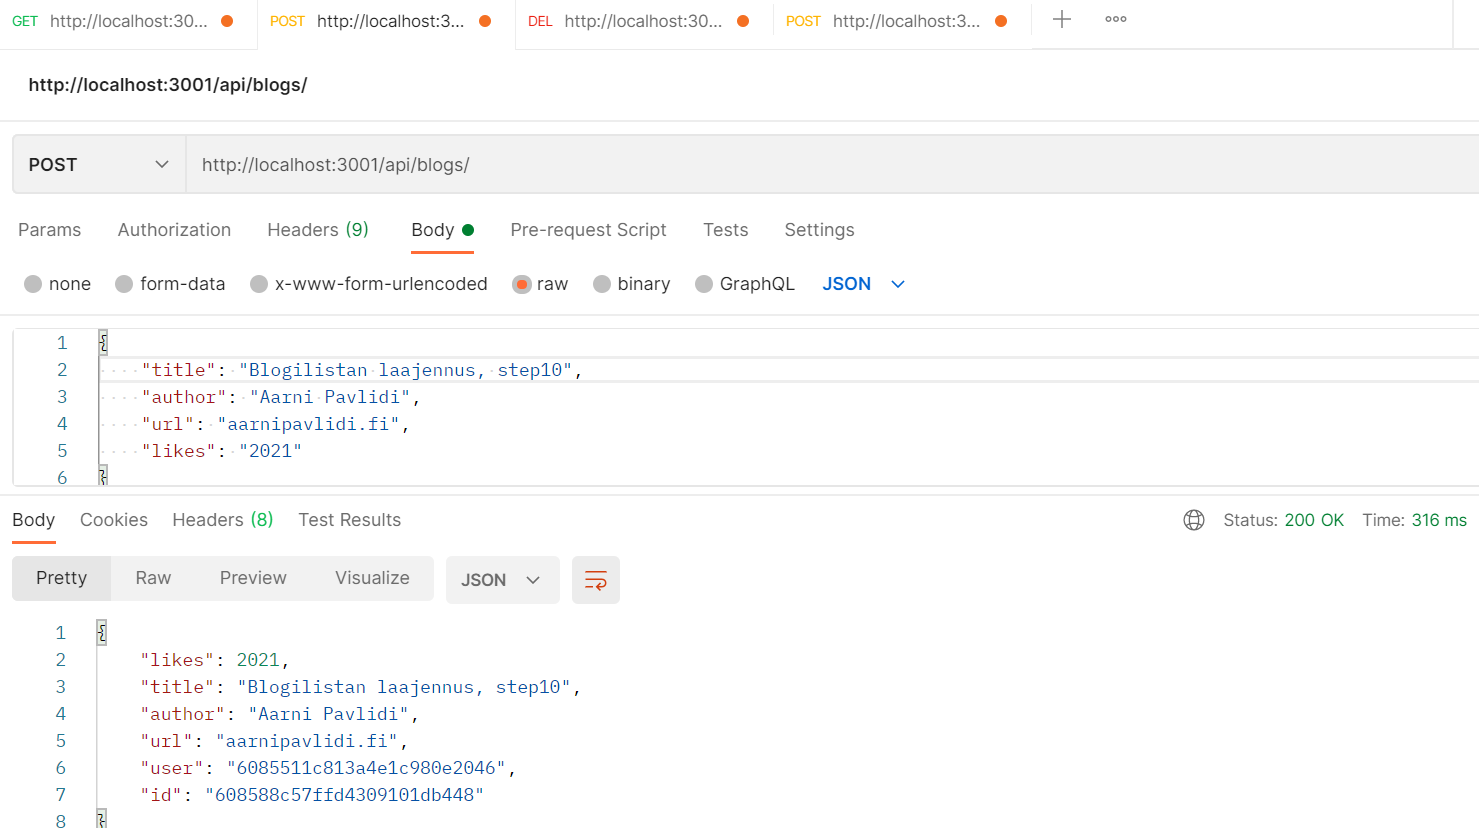 GET http://localhost:30... POST http://localhost:3... DEL http://localhost:30... POST http://localhost:3...
http://localhost:3001/api/blogs/
POST http://localhost:3001/api/blogs/
Params Authorization Headers (9) Body Pre-request Script Tests Settings
none form-data x-www-form-urlencoded raw binary GraphQL JSON
1 {
2 "title": "Blogilistan laajennus, step10",
3 "author": "Aarni Pavlidi",
4 "url": "aarnipavlidi.fi",
5 "likes": "2021"
6 }
Body Cookies Headers (8) Test Results Status: 200 OK Time: 316 ms
Pretty Raw Preview Visualize JSON
1 {
2 "likes": 2021,
3 "title": "Blogilistan laajennus, step10",
4 "author": "Aarni Pavlidi",
5 "url": "aarnipavlidi.fi",
6 "user": "6085511c813a4e1c980e2046",
7 "id": "608588c57ffd4309101db448"
8 }